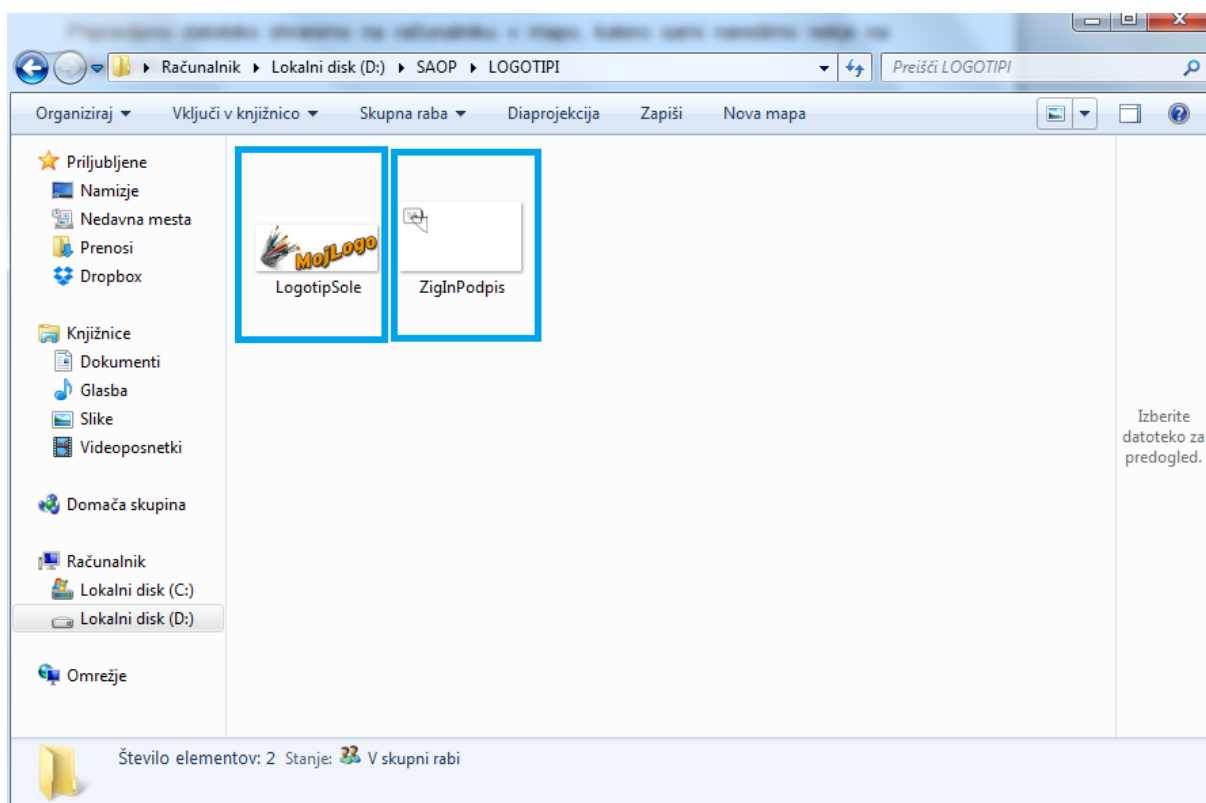 Računalnik ▸ Lokalni disk (D:) ▸ SAOP ▸ LOGOTIPI
Preišči LOGOTIPI
Organiziraj Vključi v knjižnico Skupna raba Diaprojekcija Zapiši Nova mapa
Priljubljene
Namizje
Nedavna mesta
Prenosi
Dropbox
Knjižnice
Dokumenti
Glasba
Slike
Videoposnetki
Domača skupina
Računalnik
Lokalni disk (C:)
Lokalni disk (D:)
Omrežje
MojLogo
LogotipSole
ZigInPodpis
Izberite
datoteko za
predogled.
Število elementov: 2 Stanje: V skupni rabi